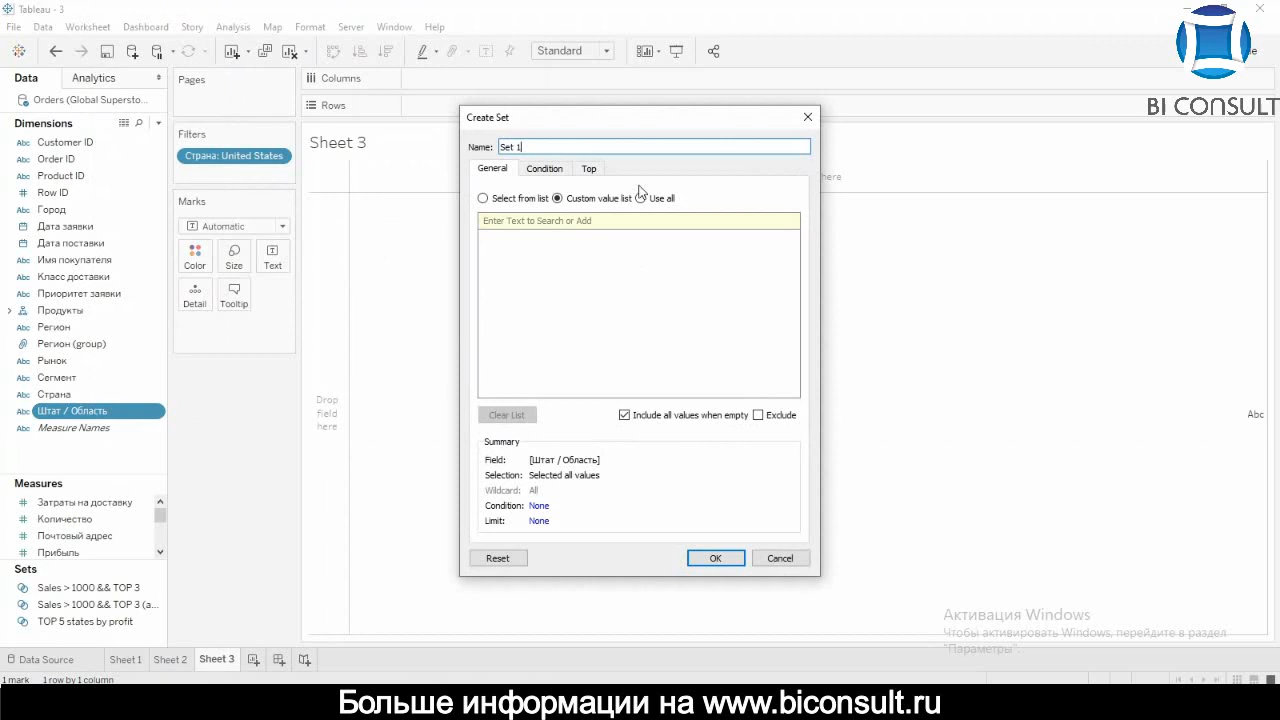 Tableau - 3
File Data Worksheet Dashboard Story Analysis Map Format Server Window Help
Standard
BI CONSULT
Data Analytics
Orders (Global Supersto...
Dimensions
Customer ID
Order ID
Product ID
Row ID
Город
Дата заявки
Дата поставки
Имя покупателя
Класс доставки
Приоритет заявки
Продукты
Регион
Регион (group)
Рынок
Сегмент
Страна
Штат / Область
Measure Names
Measures
Затраты на доставку
Количество
Почтовый адрес
Прибыль
Sets
Sales > 1000 && TOP 3
Sales > 1000 && TOP 3 (a...
TOP 5 states by profit
Pages
Filters
Страна: United States
Marks
Automatic
Color Size Text
Detail Tooltip
Columns
Rows
Sheet 3
Drop
field
here
here
Abc
Create Set
Name: Set 1
General Condition Top
Select from list Custom value list Use all
Enter Text to Search or Add
Clear List Include all values when empty Exclude
Summary
Field: [Штат / Область]
Selection: Selected all values
Wildcard: All
Condition: None
Limit: None
Reset OK Cancel
Активация Windows
Чтобы активировать Windows, перейдите в раздел
"Параметры".
Data Source Sheet 1 Sheet 2 Sheet 3
1 mark 1 row by 1 column
Больше информации на www.biconsult.ru